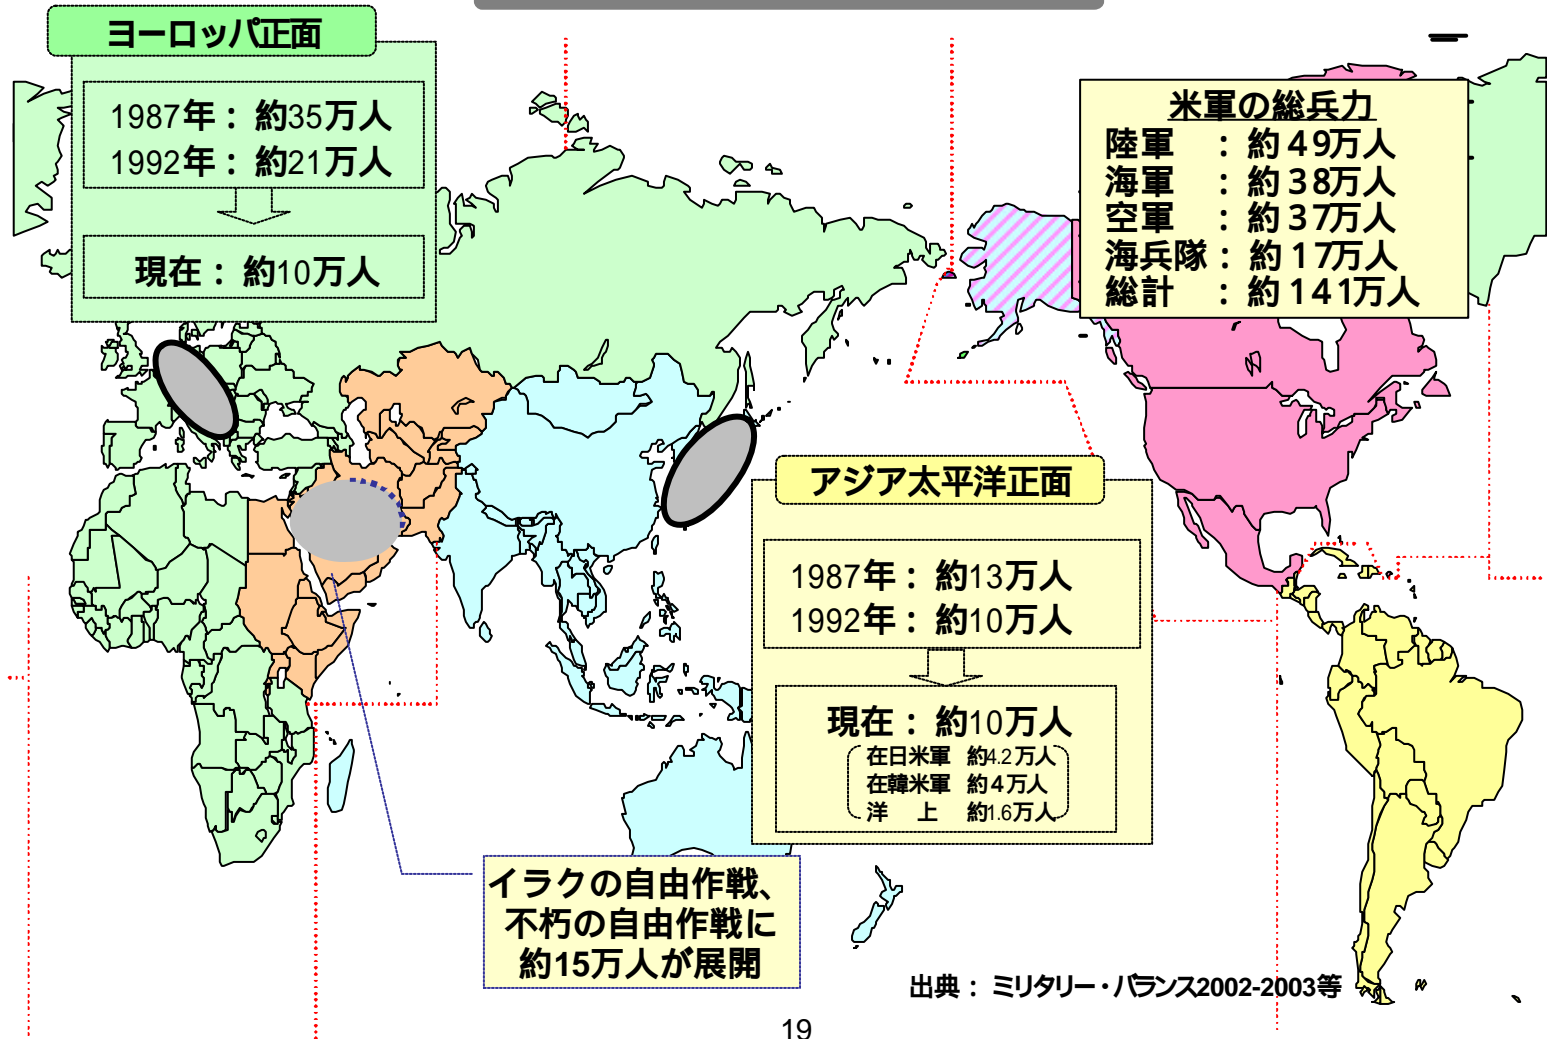 ヨーロッパ正面
1987年：約35万人
1992年：約21万人
現在：約10万人
米軍の総兵力
陸軍　：約49万人
海軍　：約38万人
空軍　：約37万人
海兵隊：約17万人
総計　：約141万人
アジア太平洋正面
1987年：約13万人
1992年：約10万人
現在：約10万人
在日米軍　約4.2万人
在韓米軍　約4万人
洋　上　約1.6万人
イラクの自由作戦、
不朽の自由作戦に
約15万人が展開
出典：ミリタリー・バランス2002-2003等
19